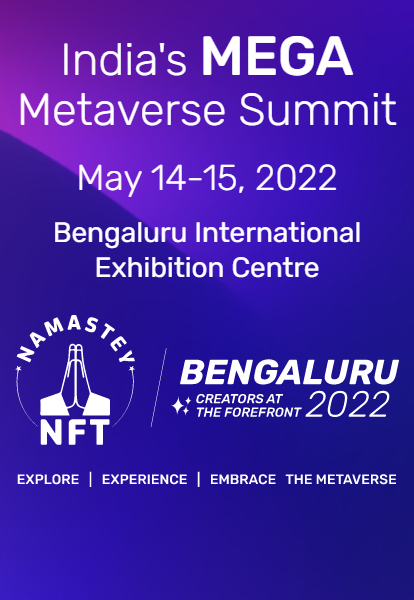 India's MEGA
Metaverse Summit
May 14-15, 2022
Bengaluru International
Exhibition Centre
NAMASTEY
NFT
BENGALURU
CREATORS AT
THE FOREFRONT 2022
EXPLORE | EXPERIENCE | EMBRACE THE METAVERSE